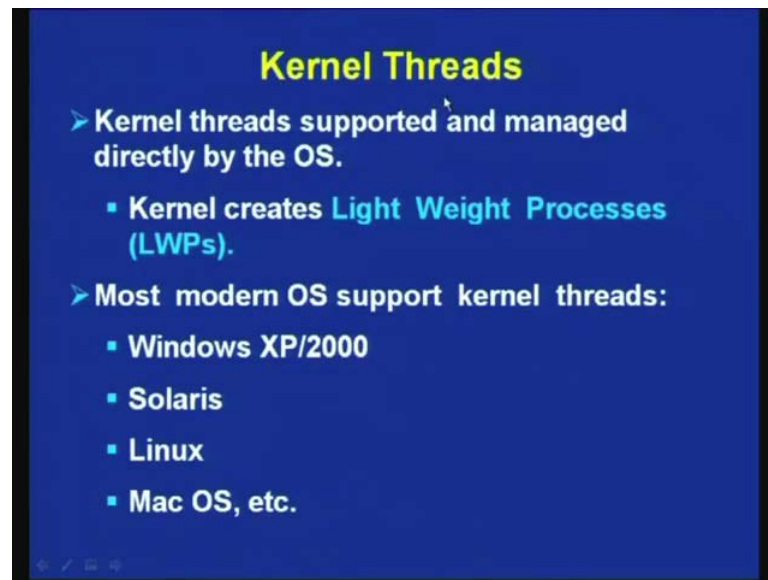 Kernel Threads
➢ Kernel threads supported and managed
directly by the OS.
▪ Kernel creates Light Weight Processes
(LWPs).
➢ Most modern OS support kernel threads:
▪ Windows XP/2000
▪ Solaris
▪ Linux
▪ Mac OS, etc.